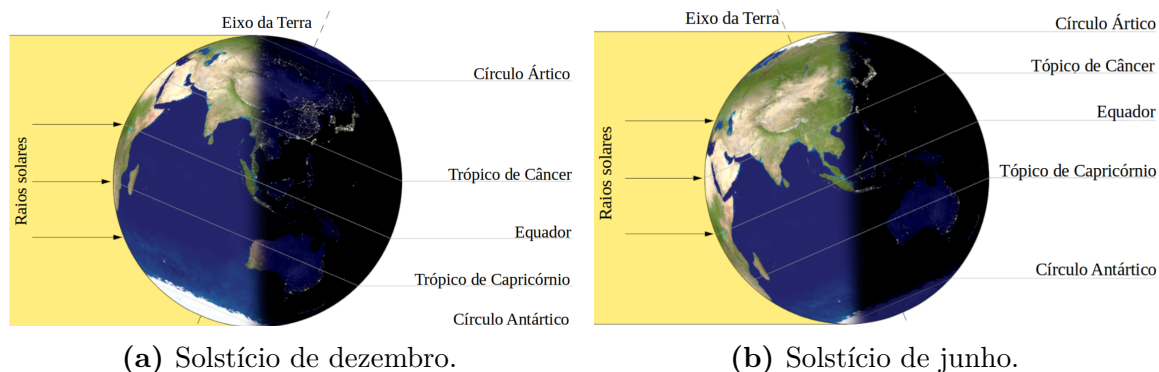 Eixo da Terra
Círculo Ártico
Raios solares
Trópico de Câncer
Equador
Trópico de Capricórnio
Círculo Antártico
(a) Solstício de dezembro.
Eixo da Terra
Círculo Ártico
Tópico de Câncer
Equador
Raios solares
Tópico de Capricórnio
Círculo Antártico
(b) Solstício de junho.